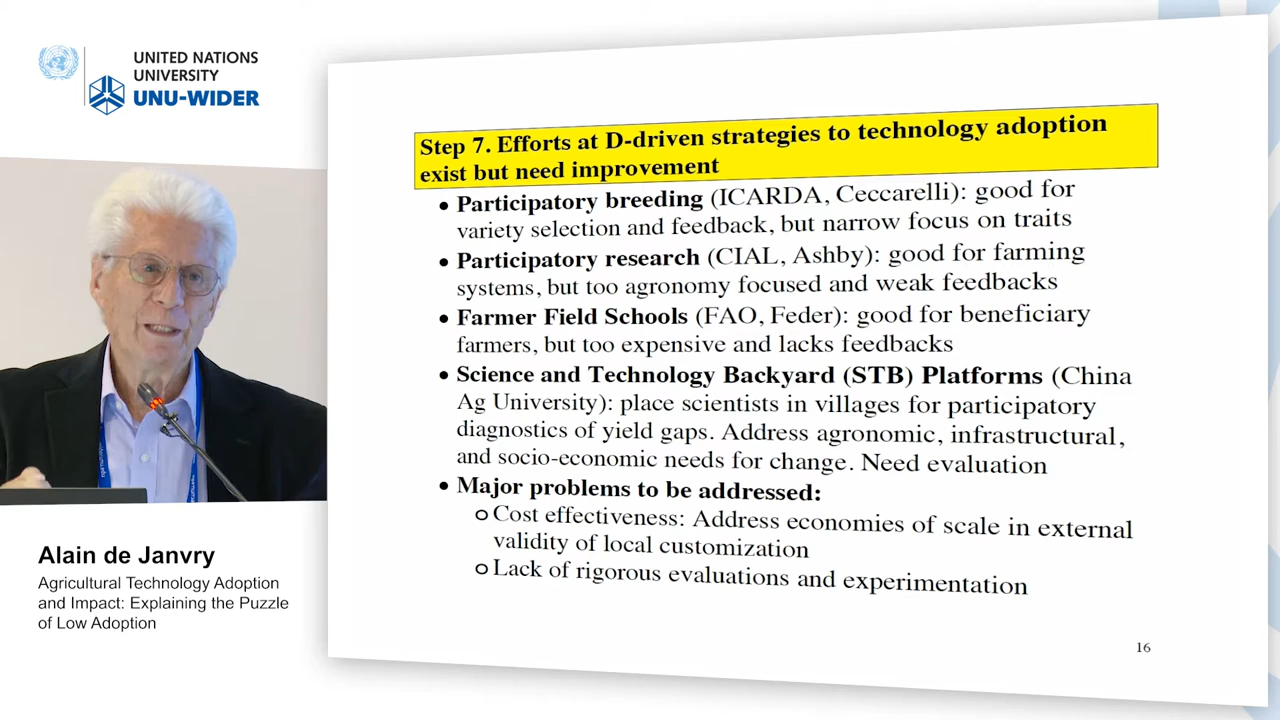 UNITED NATIONS
UNIVERSITY
UNU-WIDER
Step 7. Efforts at D-driven strategies to technology adoption
exist but need improvement
• Participatory breeding (ICARDA, Ceccarelli): good for
variety selection and feedback, but narrow focus on traits
• Participatory research (CIAL, Ashby): good for farming
systems, but too agronomy focused and weak feedbacks
• Farmer Field Schools (FAO, Feder): good for beneficiary
farmers, but too expensive and lacks feedbacks
• Science and Technology Backyard (STB) Platforms (China
Ag University): place scientists in villages for participatory
diagnostics of yield gaps. Address agronomic, infrastructural,
and socio-economic needs for change. Need evaluation
• Major problems to be addressed:
o Cost effectiveness: Address economies of scale in external
validity of local customization
o Lack of rigorous evaluations and experimentation
16
Alain de Janvry
Agricultural Technology Adoption
and Impact: Explaining the Puzzle
of Low Adoption